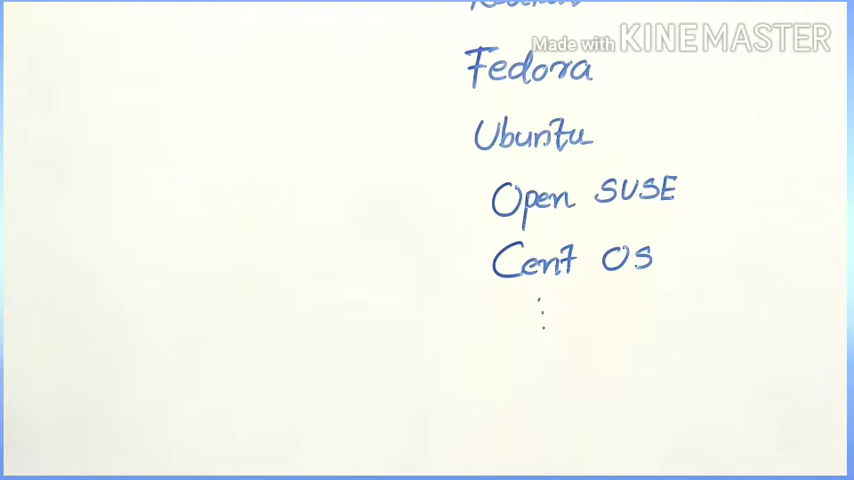 Made with KINEMASTER
Fedora
Ubuntu
Open SUSE
Cent OS